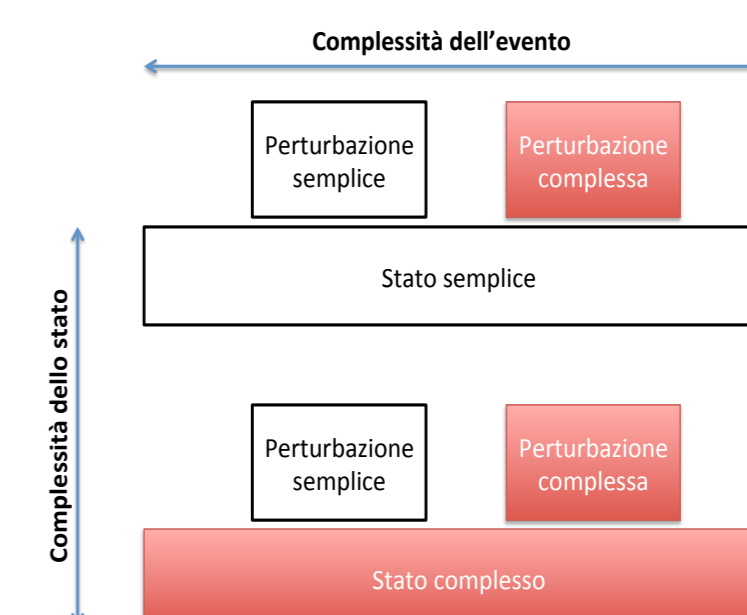 Complessità dell’evento
Perturbazione
semplice
Perturbazione
complessa
Stato semplice
Complessità dello stato
Perturbazione
semplice
Perturbazione
complessa
Stato complesso